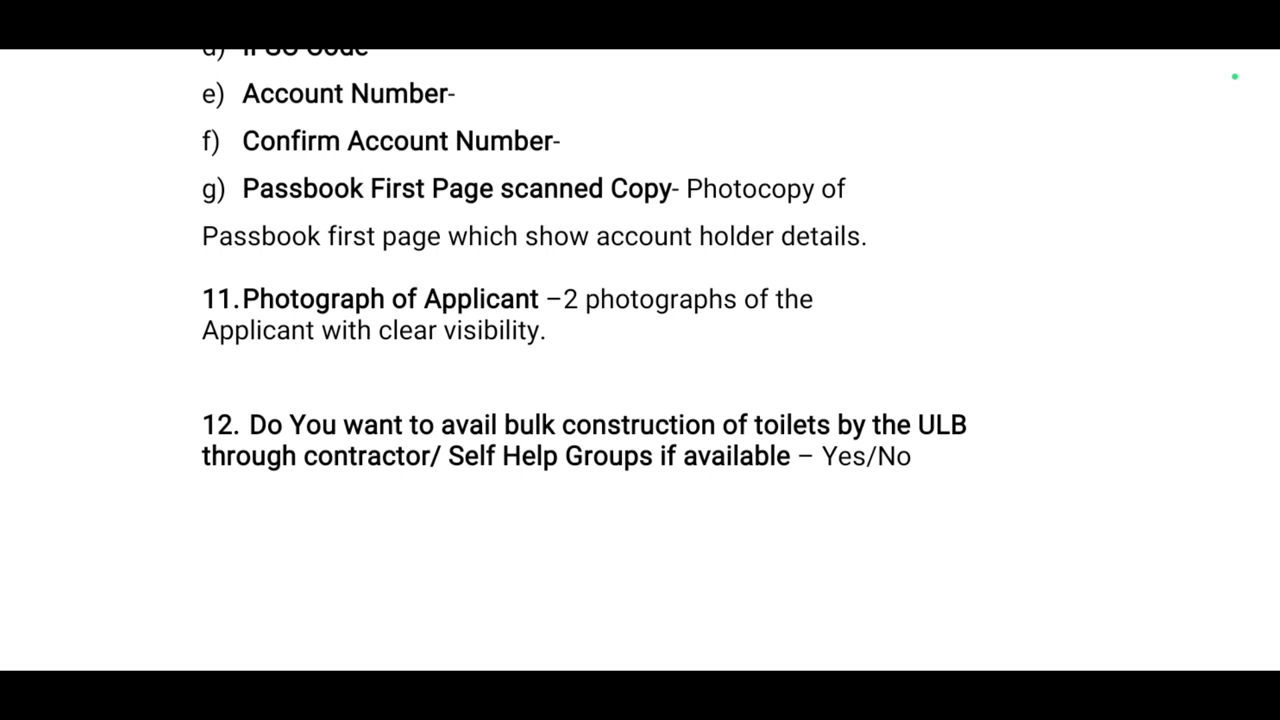 d) IFSC Code
e) Account Number-
f) Confirm Account Number-
g) Passbook First Page scanned Copy- Photocopy of
Passbook first page which show account holder details.
11.Photograph of Applicant –2 photographs of the
Applicant with clear visibility.
12. Do You want to avail bulk construction of toilets by the ULB
through contractor/ Self Help Groups if available – Yes/No